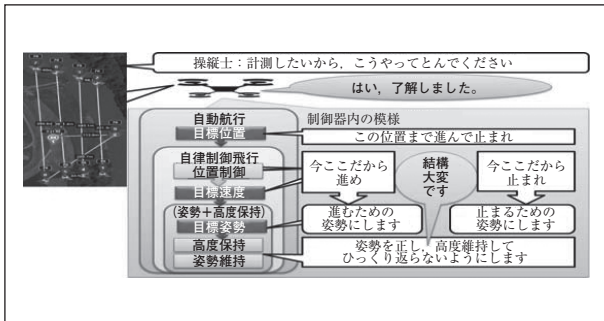 操縦士：計測したいから，こうやってとんでください
はい，了解しました。
制御器内の模様
自動航行
目標位置
この位置まで進んで止まれ
自律制御飛行
位置制御
目標速度
今ここだから
進め
結構
大変
です
今ここだから
止まれ
(姿勢＋高度保持)
目標姿勢
進むための
姿勢にします
止まるための
姿勢にします
高度保持
姿勢維持
姿勢を正し，高度維持して
ひっくり返らないようにします